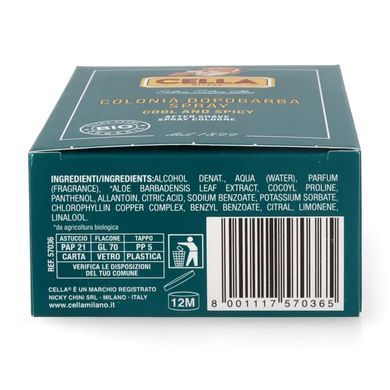 CELLA
COLONIA DOPOBARBA
SPRAY
COOL AND SPICY
AFTER SHAVE
SPRAY COLOGNE
BIO
dal 1899
INGREDIENTI/INGREDIENTS:ALCOHOL
DENAT., AQUA (WATER), PARFUM
(FRAGRANCE), *ALOE BARBADENSIS LEAF EXTRACT, COCOYL PROLINE,
PANTHENOL, ALLANTOIN, CITRIC ACID, SODIUM BENZOATE, POTASSIUM SORBATE,
CHLOROPHYLLIN COPPER COMPLEX, BENZYL BENZOATE, CITRAL, LIMONENE,
LINALOOL.
*da agricoltura biologica
REF. 57036
ASTUCCIO FLACONE TAPPO
PAP 21 GL 70 PP 5
CARTA VETRO PLASTICA
VERIFICA LE DISPOSIZIONI
DEL TUO COMUNE
CELLA® È UN MARCHIO REGISTRATO
NICKY CHINI SRL - MILANO - ITALY
www.cellamilano.com
12M
8 001117 570365